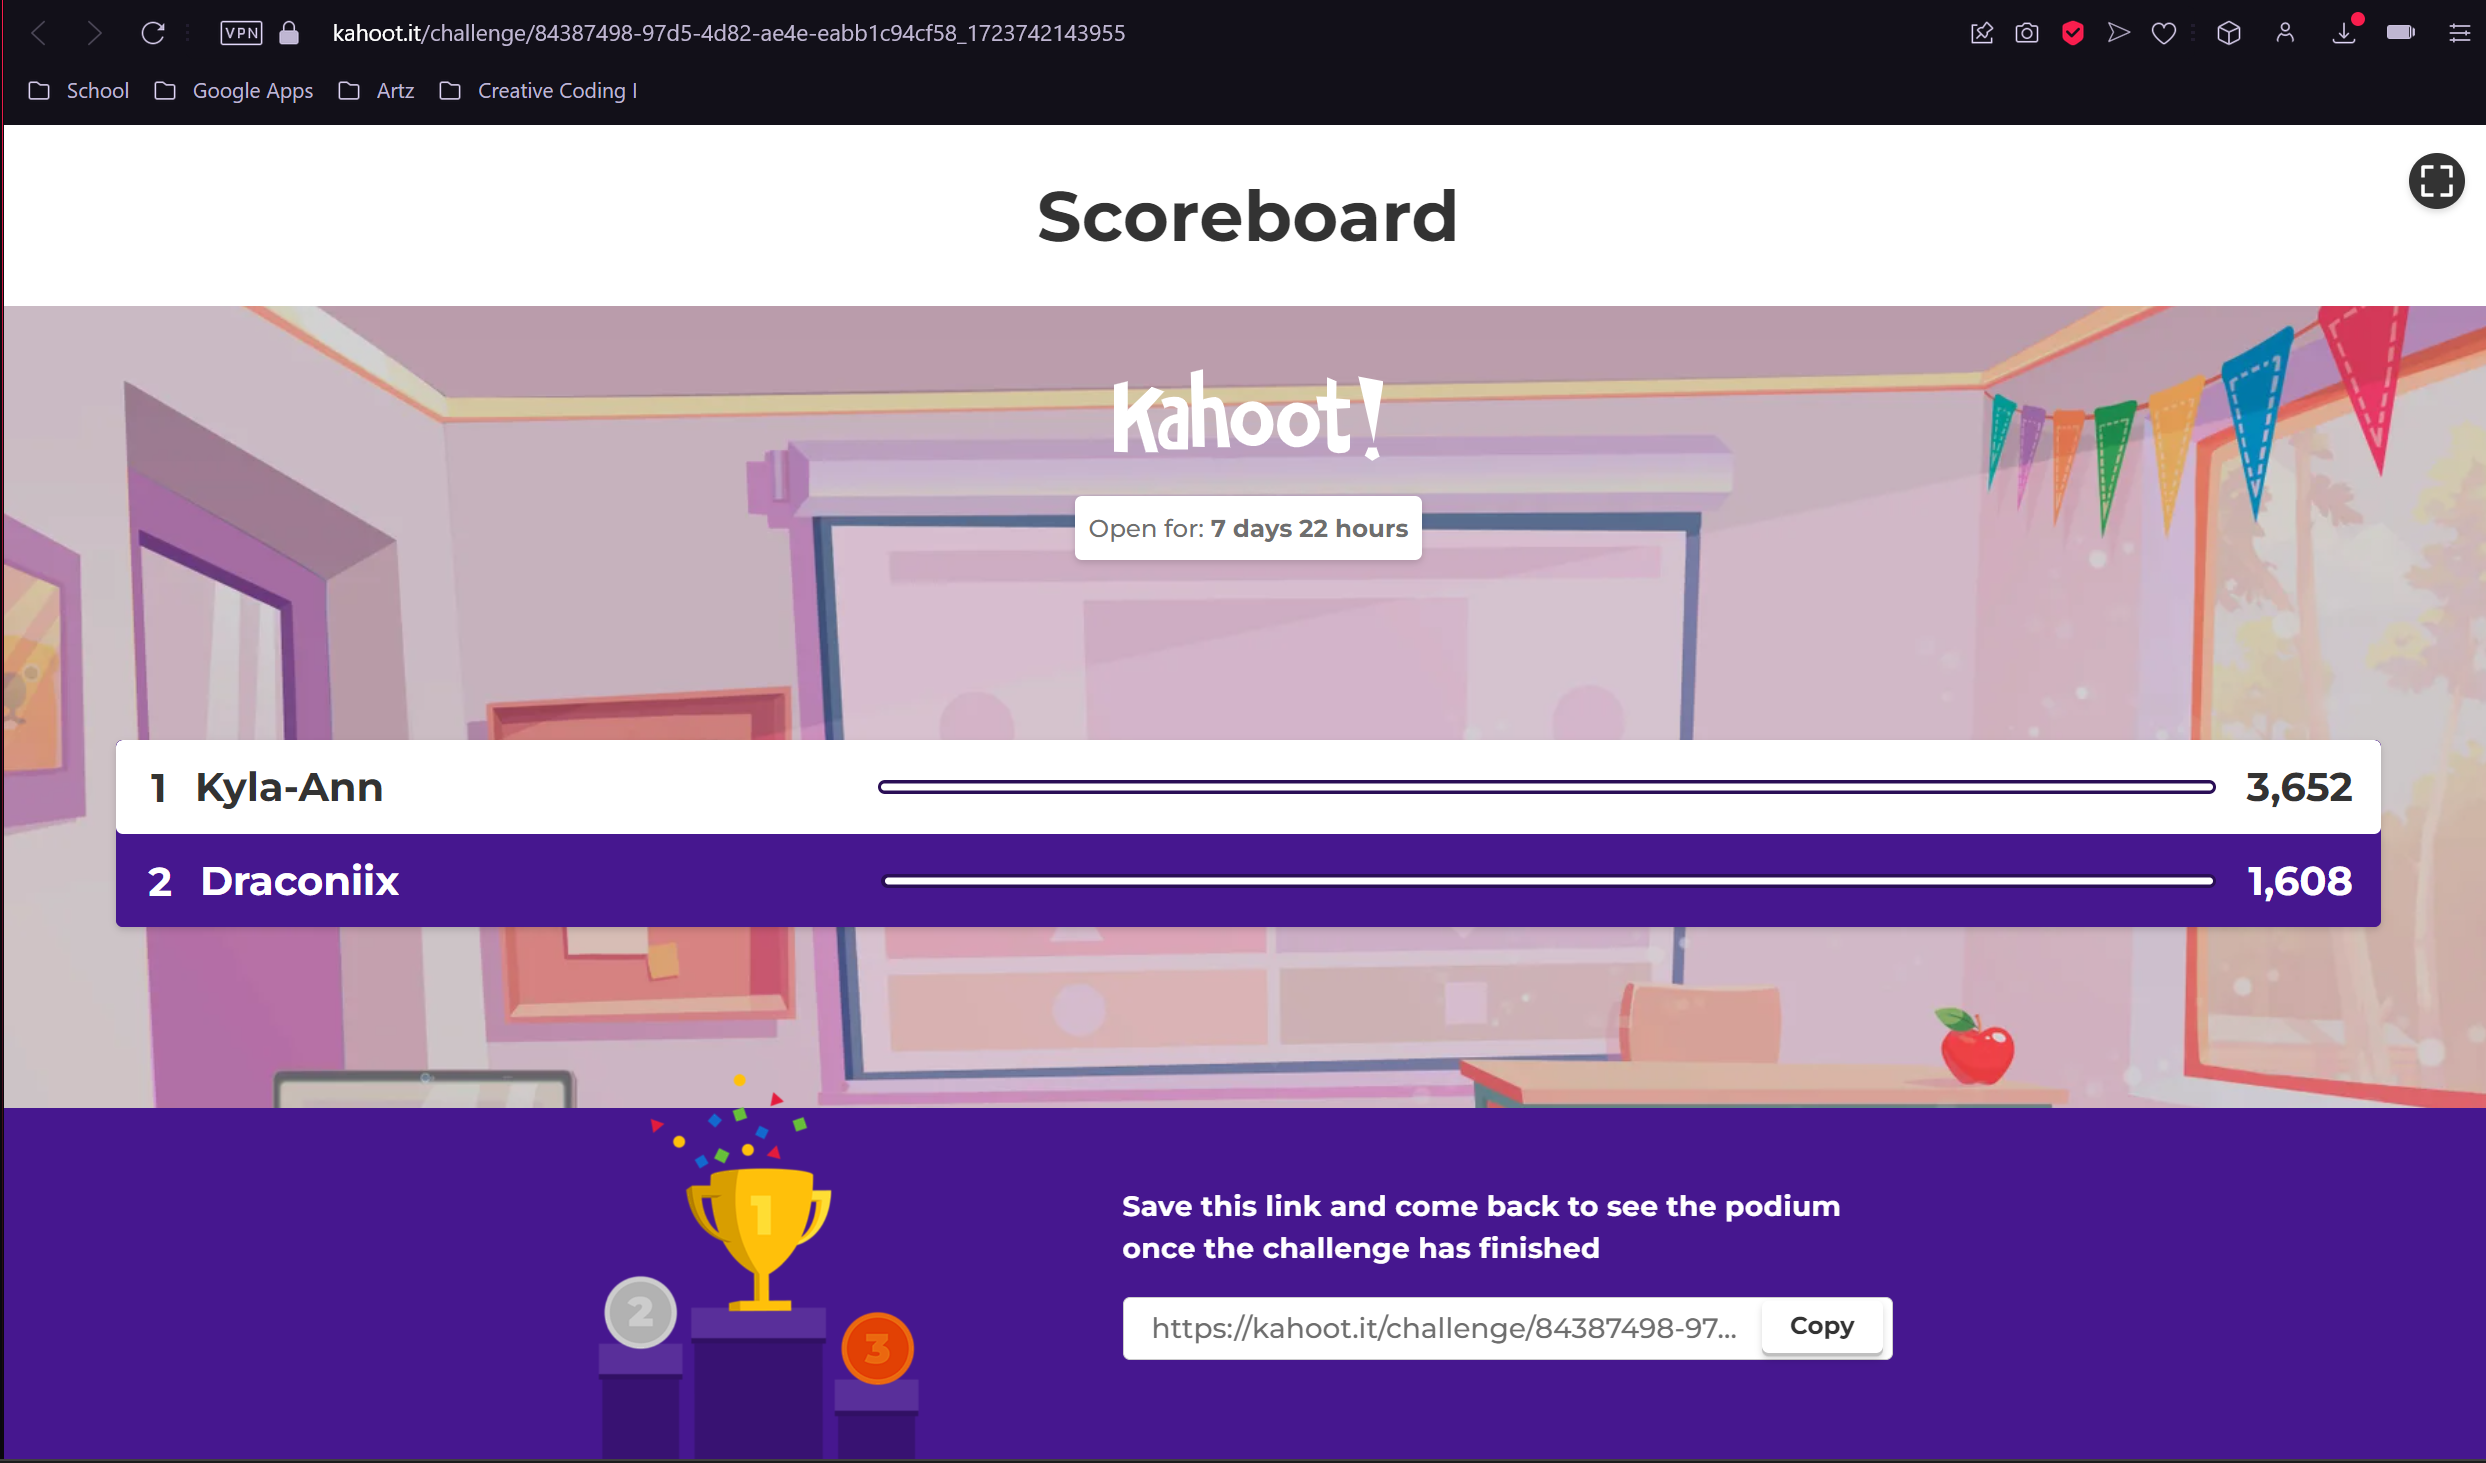 VPN
kahoot.it/challenge/84387498-97d5-4d82-ae4e-eabb1c94cf58_1723742143955
School Google Apps Artz Creative Coding I
Scoreboard
Kahoot!
Open for: 7 days 22 hours
1 Kyla-Ann 3,652
2 Draconiix 1,608
1
2
3
Save this link and come back to see the podium
once the challenge has finished
https://kahoot.it/challenge/84387498-97... Copy